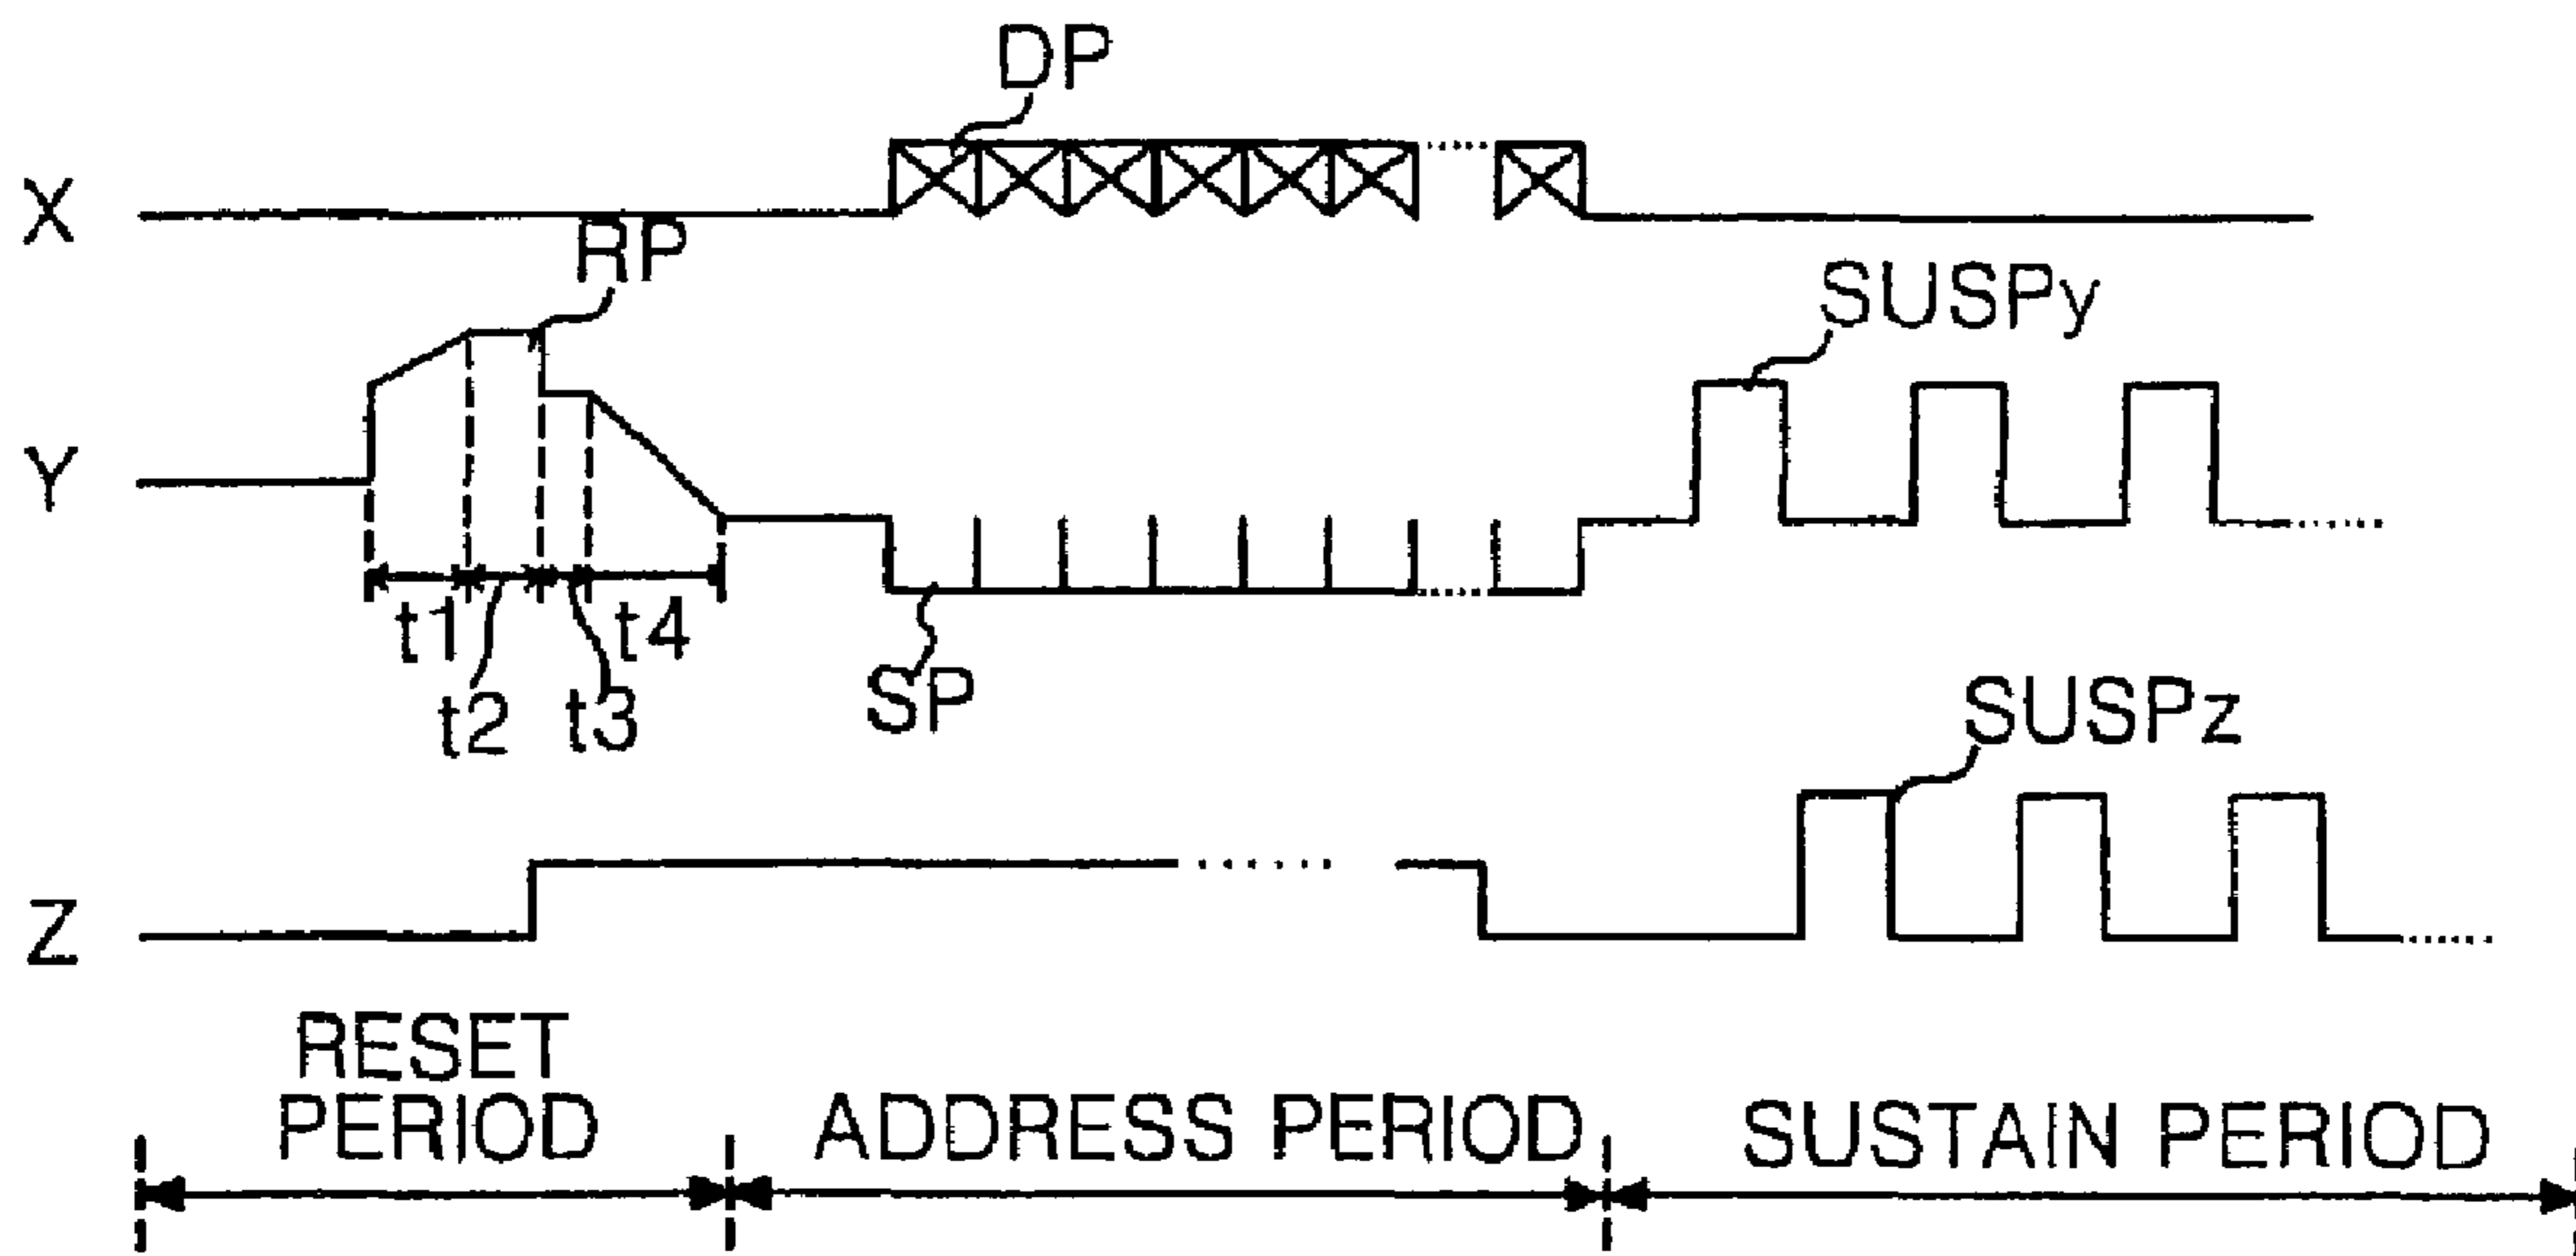 DP
X
RP
SUSPy
Y
t1
t4
t2
t3
SP
SUSPz
Z
RESET
PERIOD
ADDRESS PERIOD
SUSTAIN PERIOD